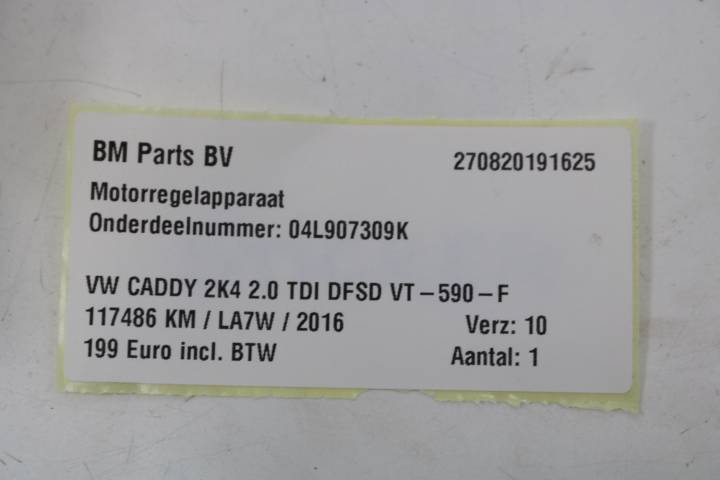 BM Parts BV 270820191625
Motorregelapparaat
Onderdeelnummer: 04L907309K
VW CADDY 2K4 2.0 TDI DFSD VT-590-F
117486 KM / LA7W / 2016 Verz: 10
199 Euro incl. BTW Aantal: 1